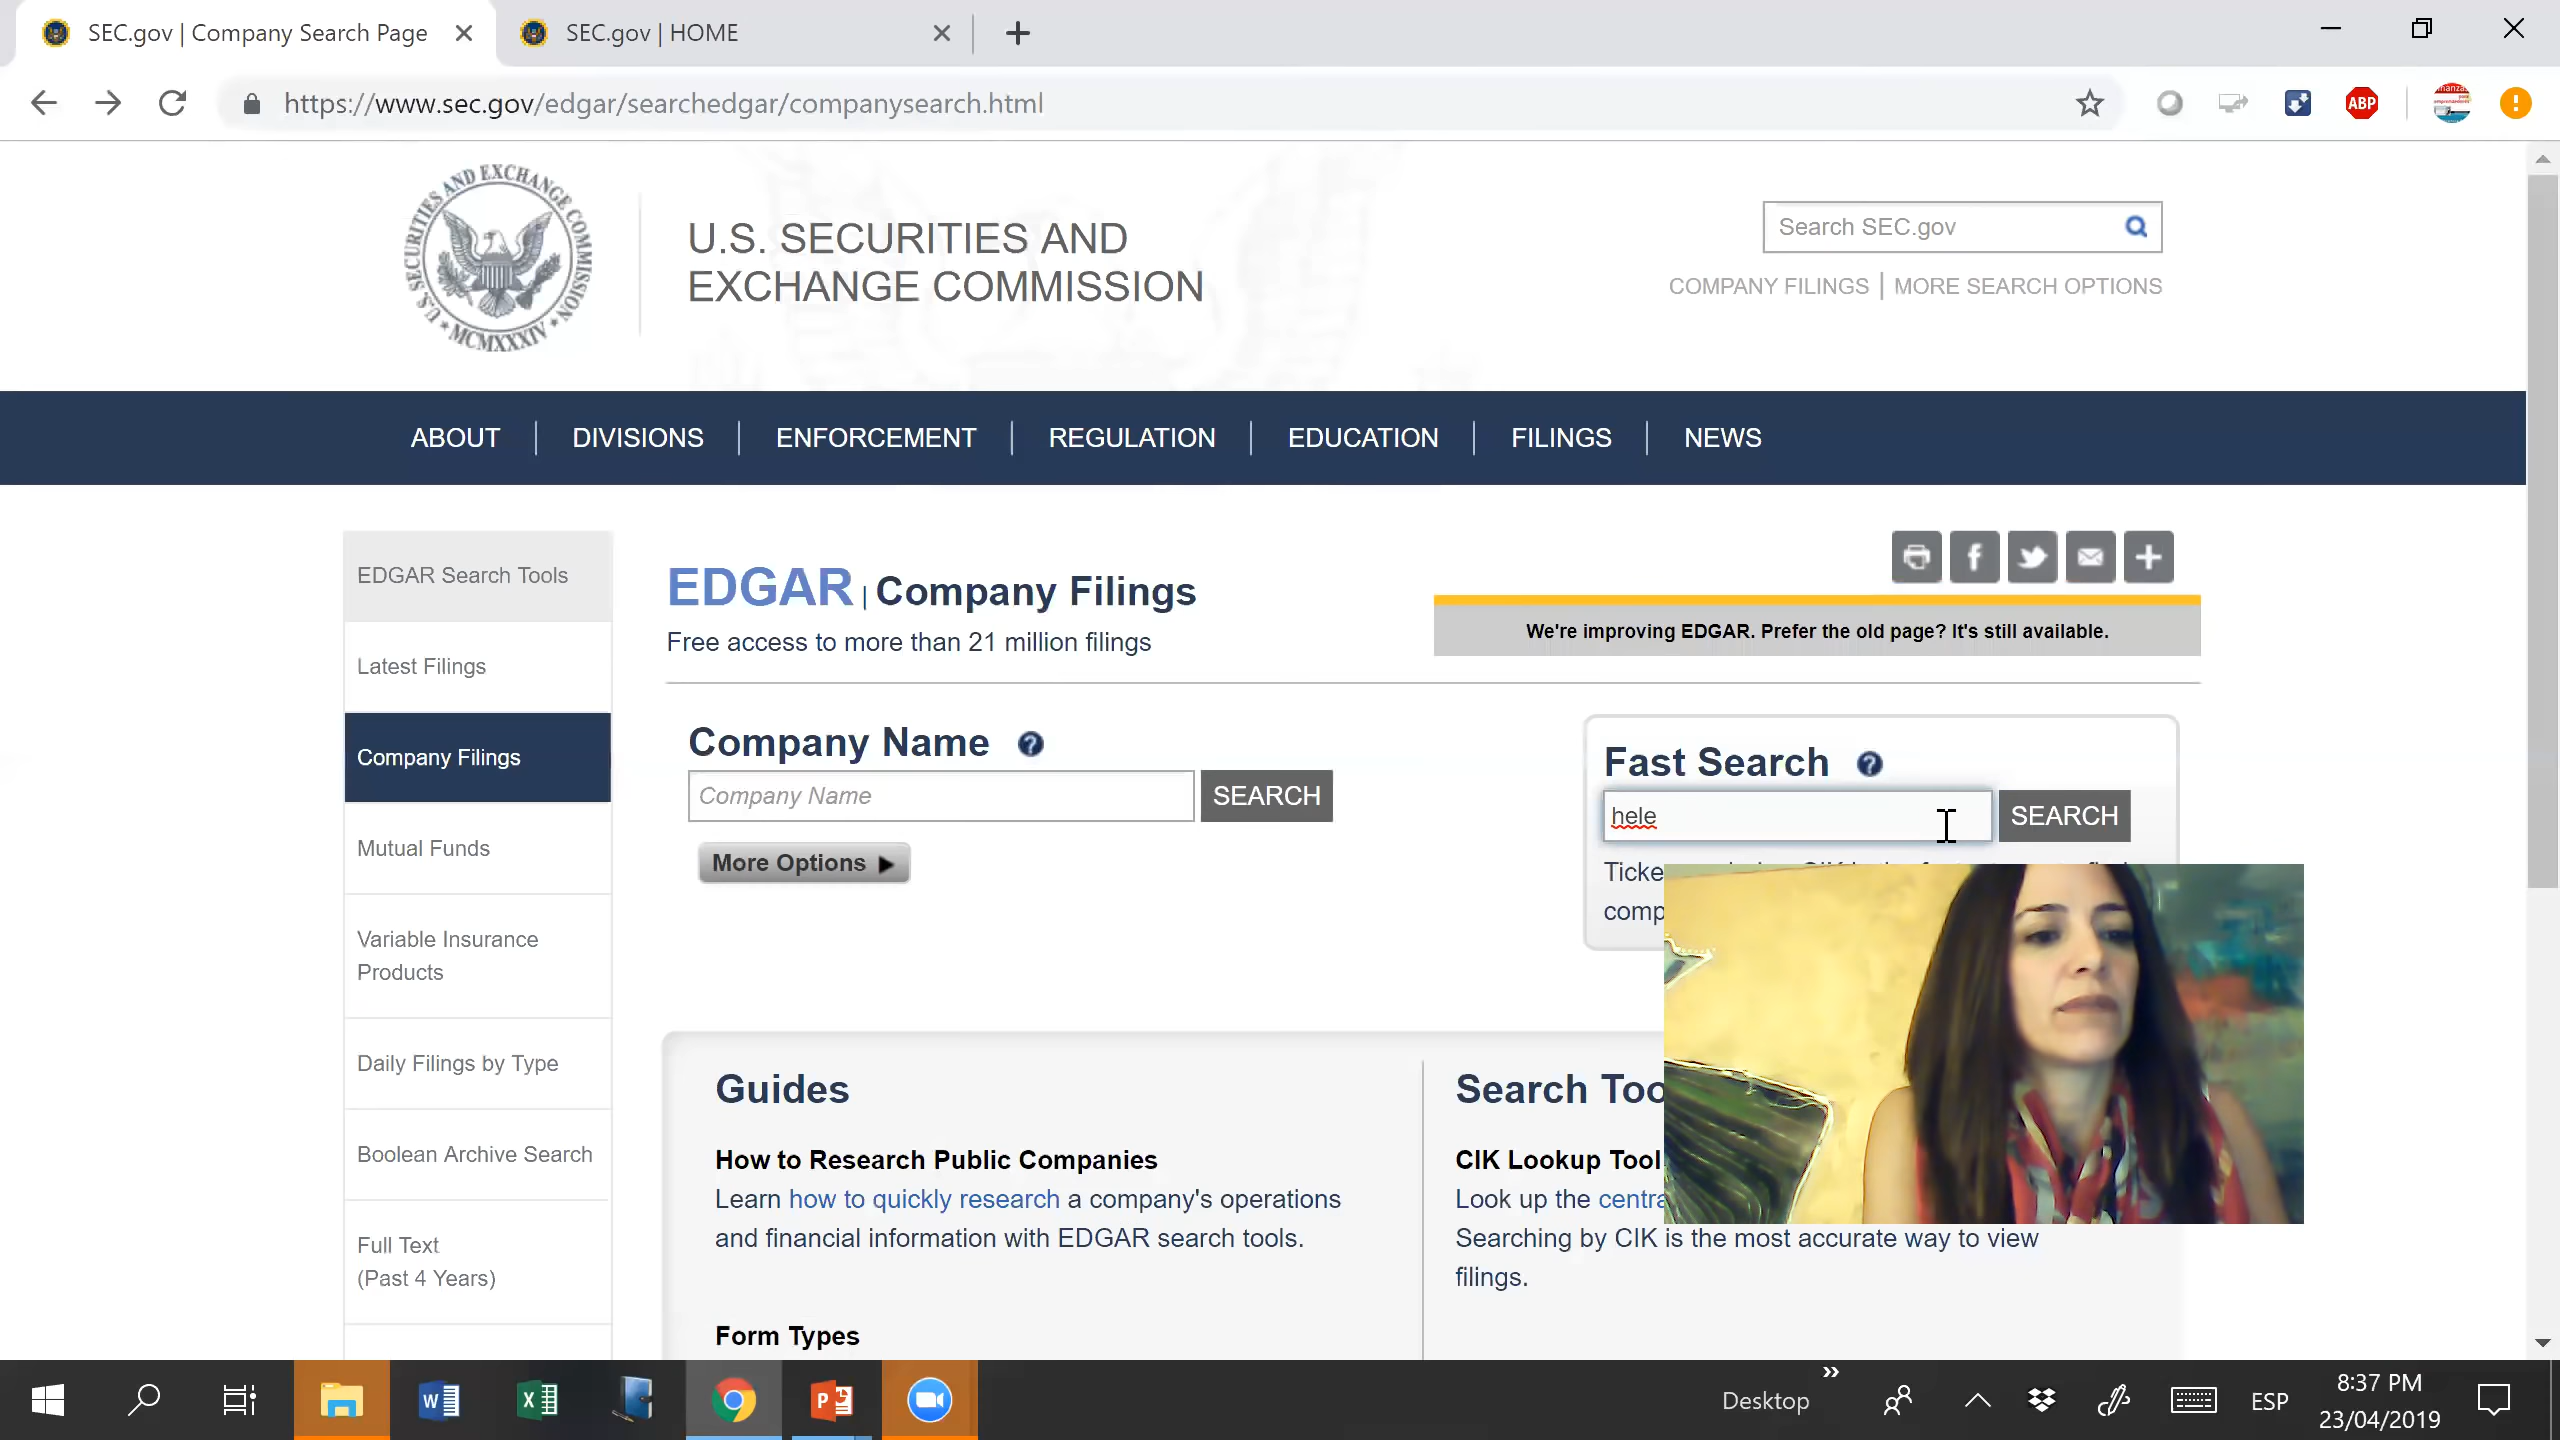 SEC.gov | Company Search Page
SEC.gov | HOME
https://www.sec.gov/edgar/searchedgar/companysearch.html
ABP
U.S. SECURITIES AND EXCHANGE COMMISSION
MCMXXXIV
U.S. SECURITIES AND
EXCHANGE COMMISSION
Search SEC.gov
COMPANY FILINGS | MORE SEARCH OPTIONS
ABOUT
DIVISIONS
ENFORCEMENT
REGULATION
EDUCATION
FILINGS
NEWS
EDGAR Search Tools
Latest Filings
Company Filings
Mutual Funds
Variable Insurance
Products
Daily Filings by Type
Boolean Archive Search
Full Text
(Past 4 Years)
EDGAR | Company Filings
Free access to more than 21 million filings
We're improving EDGAR. Prefer the old page? It's still available.
Company Name ?
Company Name
SEARCH
More Options
Fast Search ?
hele
SEARCH
Ticke
comp
Guides
How to Research Public Companies
Learn how to quickly research a company's operations
and financial information with EDGAR search tools.
Form Types
Search Too
CIK Lookup Tool
Look up the centra
Searching by CIK is the most accurate way to view
filings.
Desktop
ESP
8:37 PM
23/04/2019